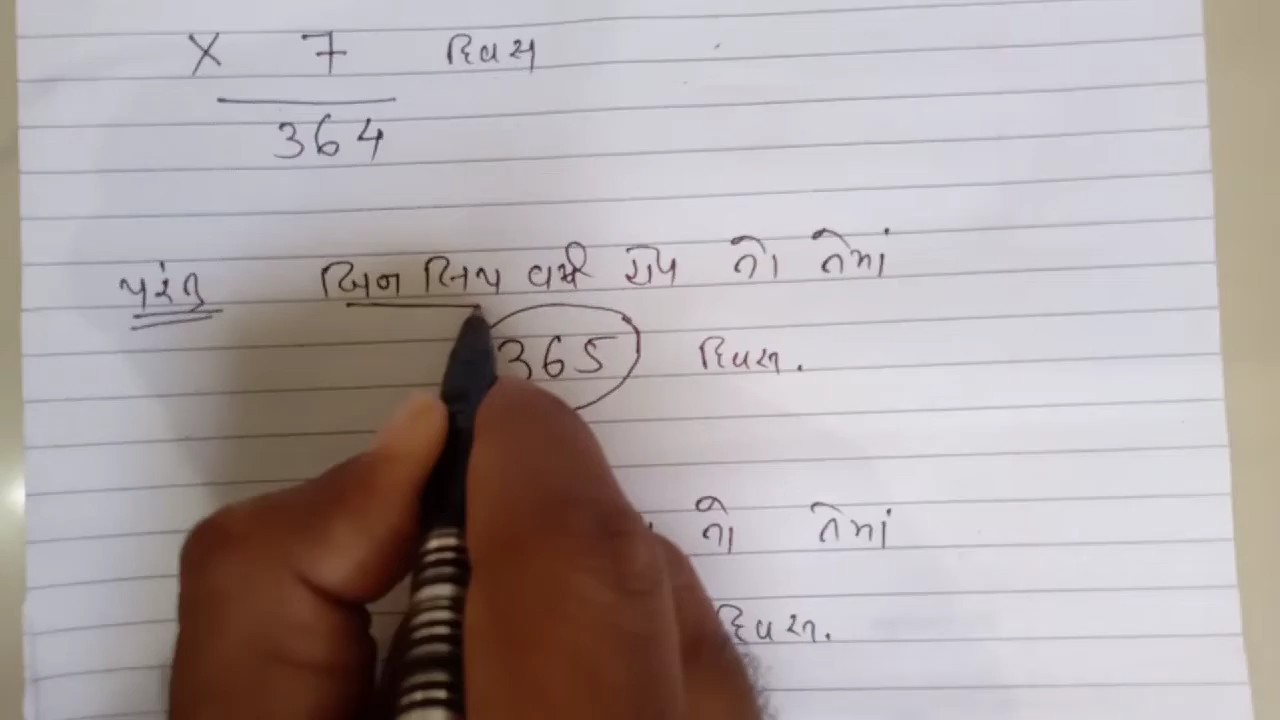 × 7 દિવસ
364
પરંતુ બિન લિપ વર્ષ હોય તો તેમાં
365 દિવસ.
તો તેમાં
દિવસ.